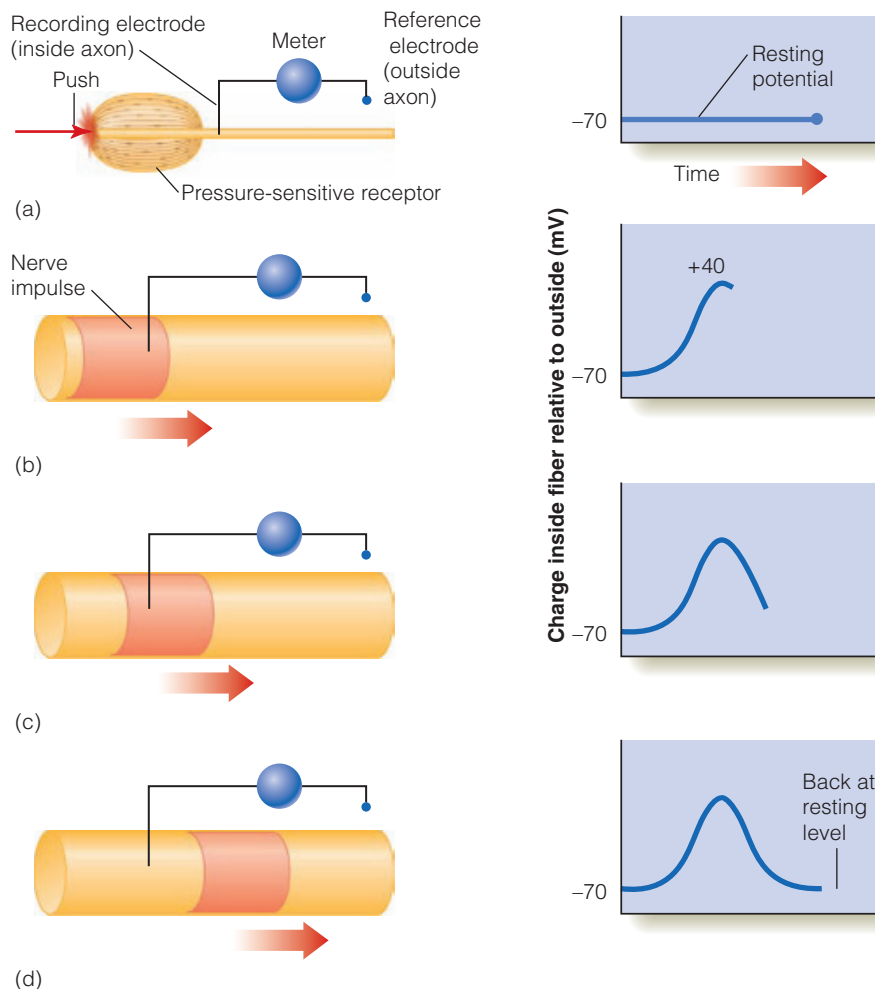 Recording electrode
(inside axon)
Push
Meter
Reference
electrode
(outside
axon)
Pressure-sensitive receptor
(a)
Resting
potential
–70
Time
Charge inside fiber relative to outside (mV)
Nerve
impulse
(b)
+40
–70
(c)
–70
(d)
Back at
resting
level
–70